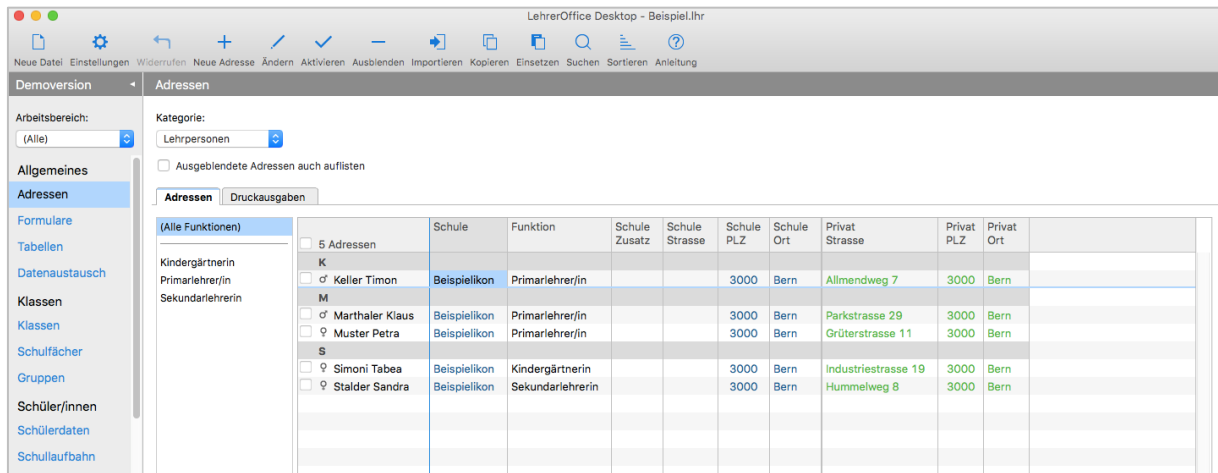 LehrerOffice Desktop - Beispiel.lhr
Neue Datei Einstellungen Widerrufen Neue Adresse Ändern Aktivieren Ausblenden Importieren Kopieren Einsetzen Suchen Sortieren Anleitung
Demoversion
Adressen
Arbeitsbereich:
(Alle)
Allgemeines
Adressen
Formulare
Tabellen
Datenaustausch
Klassen
Klassen
Schulfächer
Gruppen
Schüler/innen
Schülerdaten
Schullaufbahn
Kategorie:
Lehrpersonen
Ausgeblendete Adressen auch auflisten
Adressen Druckausgaben
(Alle Funktionen)
Kindergärtnerin
Primarlehrer/in
Sekundarlehrerin
Schule Funktion Schule Schule Schule Schule Privat Privat Privat
5 Adressen Zusatz Strasse PLZ Ort Strasse PLZ Ort
K
♂ Keller Timon Beispielikon Primarlehrer/in 3000 Bern Allmendweg 7 3000 Bern
M
♂ Marthaler Klaus Beispielikon Primarlehrer/in 3000 Bern Parkstrasse 29 3000 Bern
♀ Muster Petra Beispielikon Primarlehrer/in 3000 Bern Grüterstrasse 11 3000 Bern
S
♀ Simoni Tabea Beispielikon Kindergärtnerin 3000 Bern Industriestrasse 19 3000 Bern
♀ Stalder Sandra Beispielikon Sekundarlehrerin 3000 Bern Hummelweg 8 3000 Bern